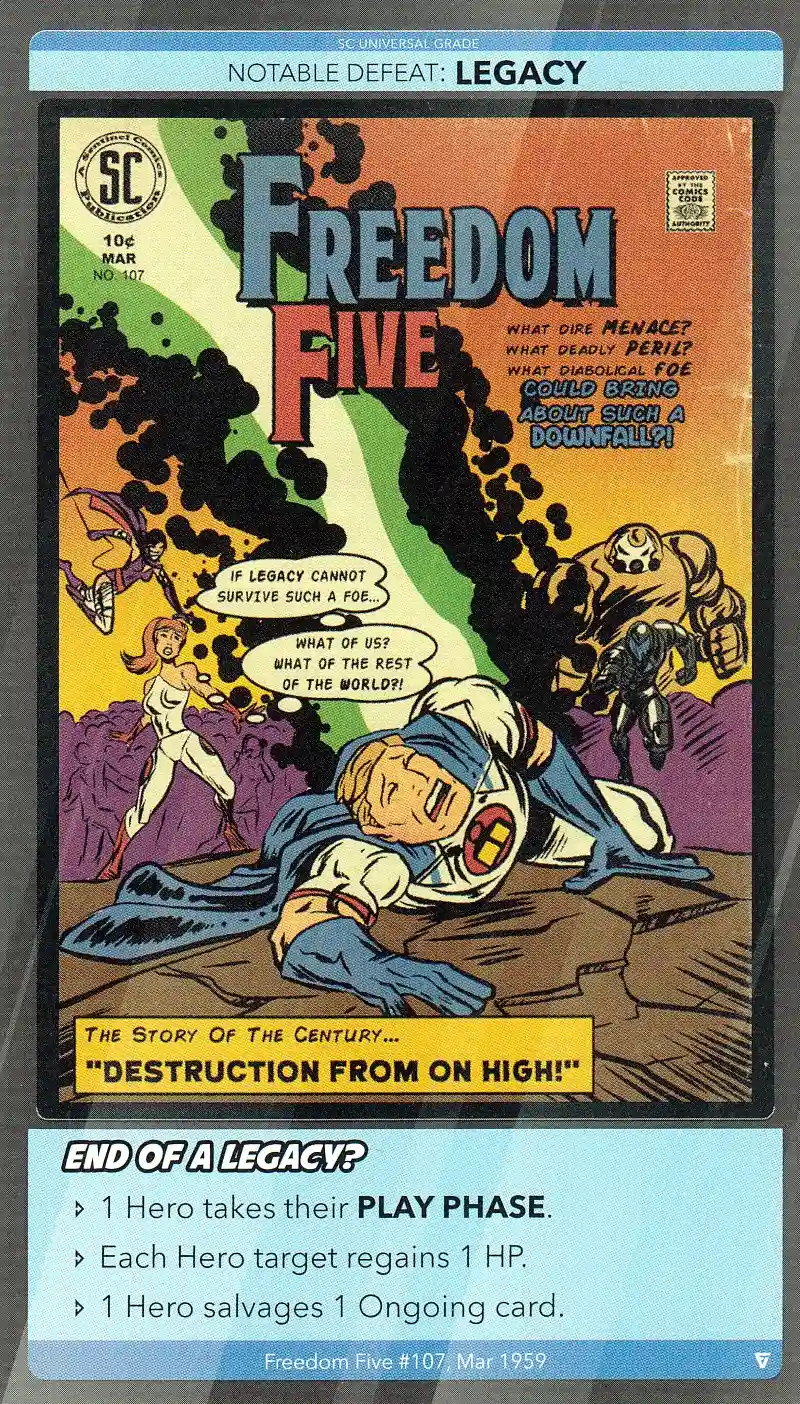 SC UNIVERSAL GRADE
NOTABLE DEFEAT: LEGACY
A Sentinel Comics
SC
Publication
10¢
MAR
NO. 107
FREEDOM
FIVE
APPROVED
BY THE
COMICS
CODE
AUTHORITY
WHAT DIRE MENACE?
WHAT DEADLY PERIL?
WHAT DIABOLICAL FOE
COULD BRING
ABOUT SUCH A
DOWNFALL?!
IF LEGACY CANNOT
SURVIVE SUCH A FOE...
WHAT OF US?
WHAT OF THE REST
OF THE WORLD?!
THE STORY OF THE CENTURY...
"DESTRUCTION FROM ON HIGH!"
END OF A LEGACY?
▹ 1 Hero takes their PLAY PHASE.
▹ Each Hero target regains 1 HP.
▹ 1 Hero salvages 1 Ongoing card.
Freedom Five #107, Mar 1959